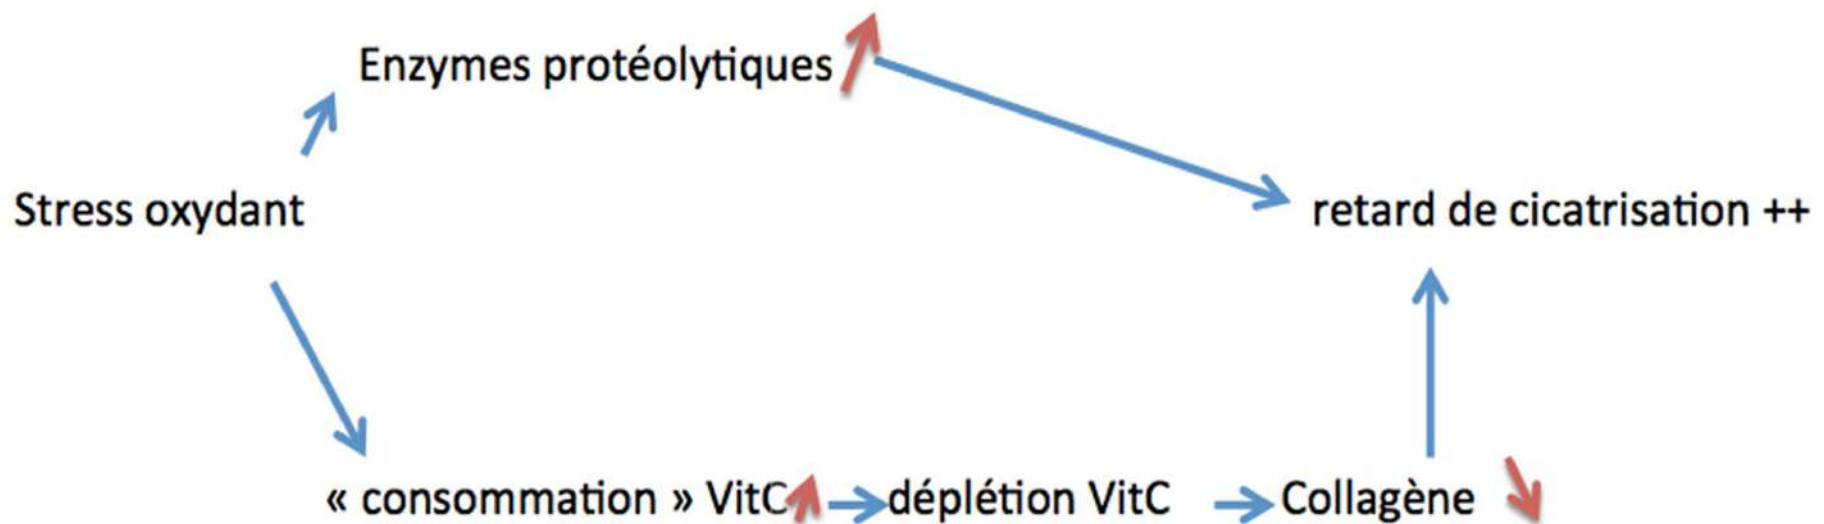 Enzymes protéolytiques
Stress oxydant
retard de cicatrisation ++
« consommation » VitC
déplétion VitC
Collagène